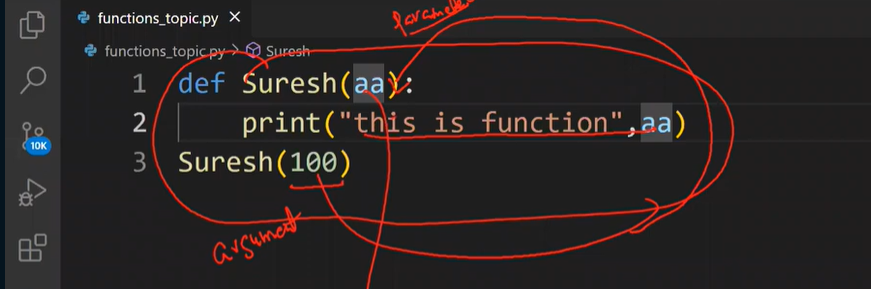 functions_topic.py ×
functions_topic.py > Suresh
parameter
1 def Suresh(aa):
2 print("this is function",aa)
3 Suresh(100)
10K
argument